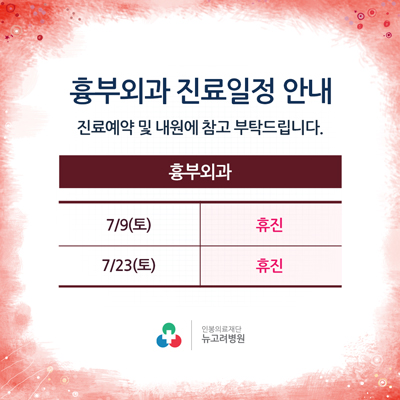 흉부외과 진료일정 안내
진료예약 및 내원에 참고 부탁드립니다.
흉부외과
7/9(토) 휴진
7/23(토) 휴진
인봉의료재단
뉴고려병원